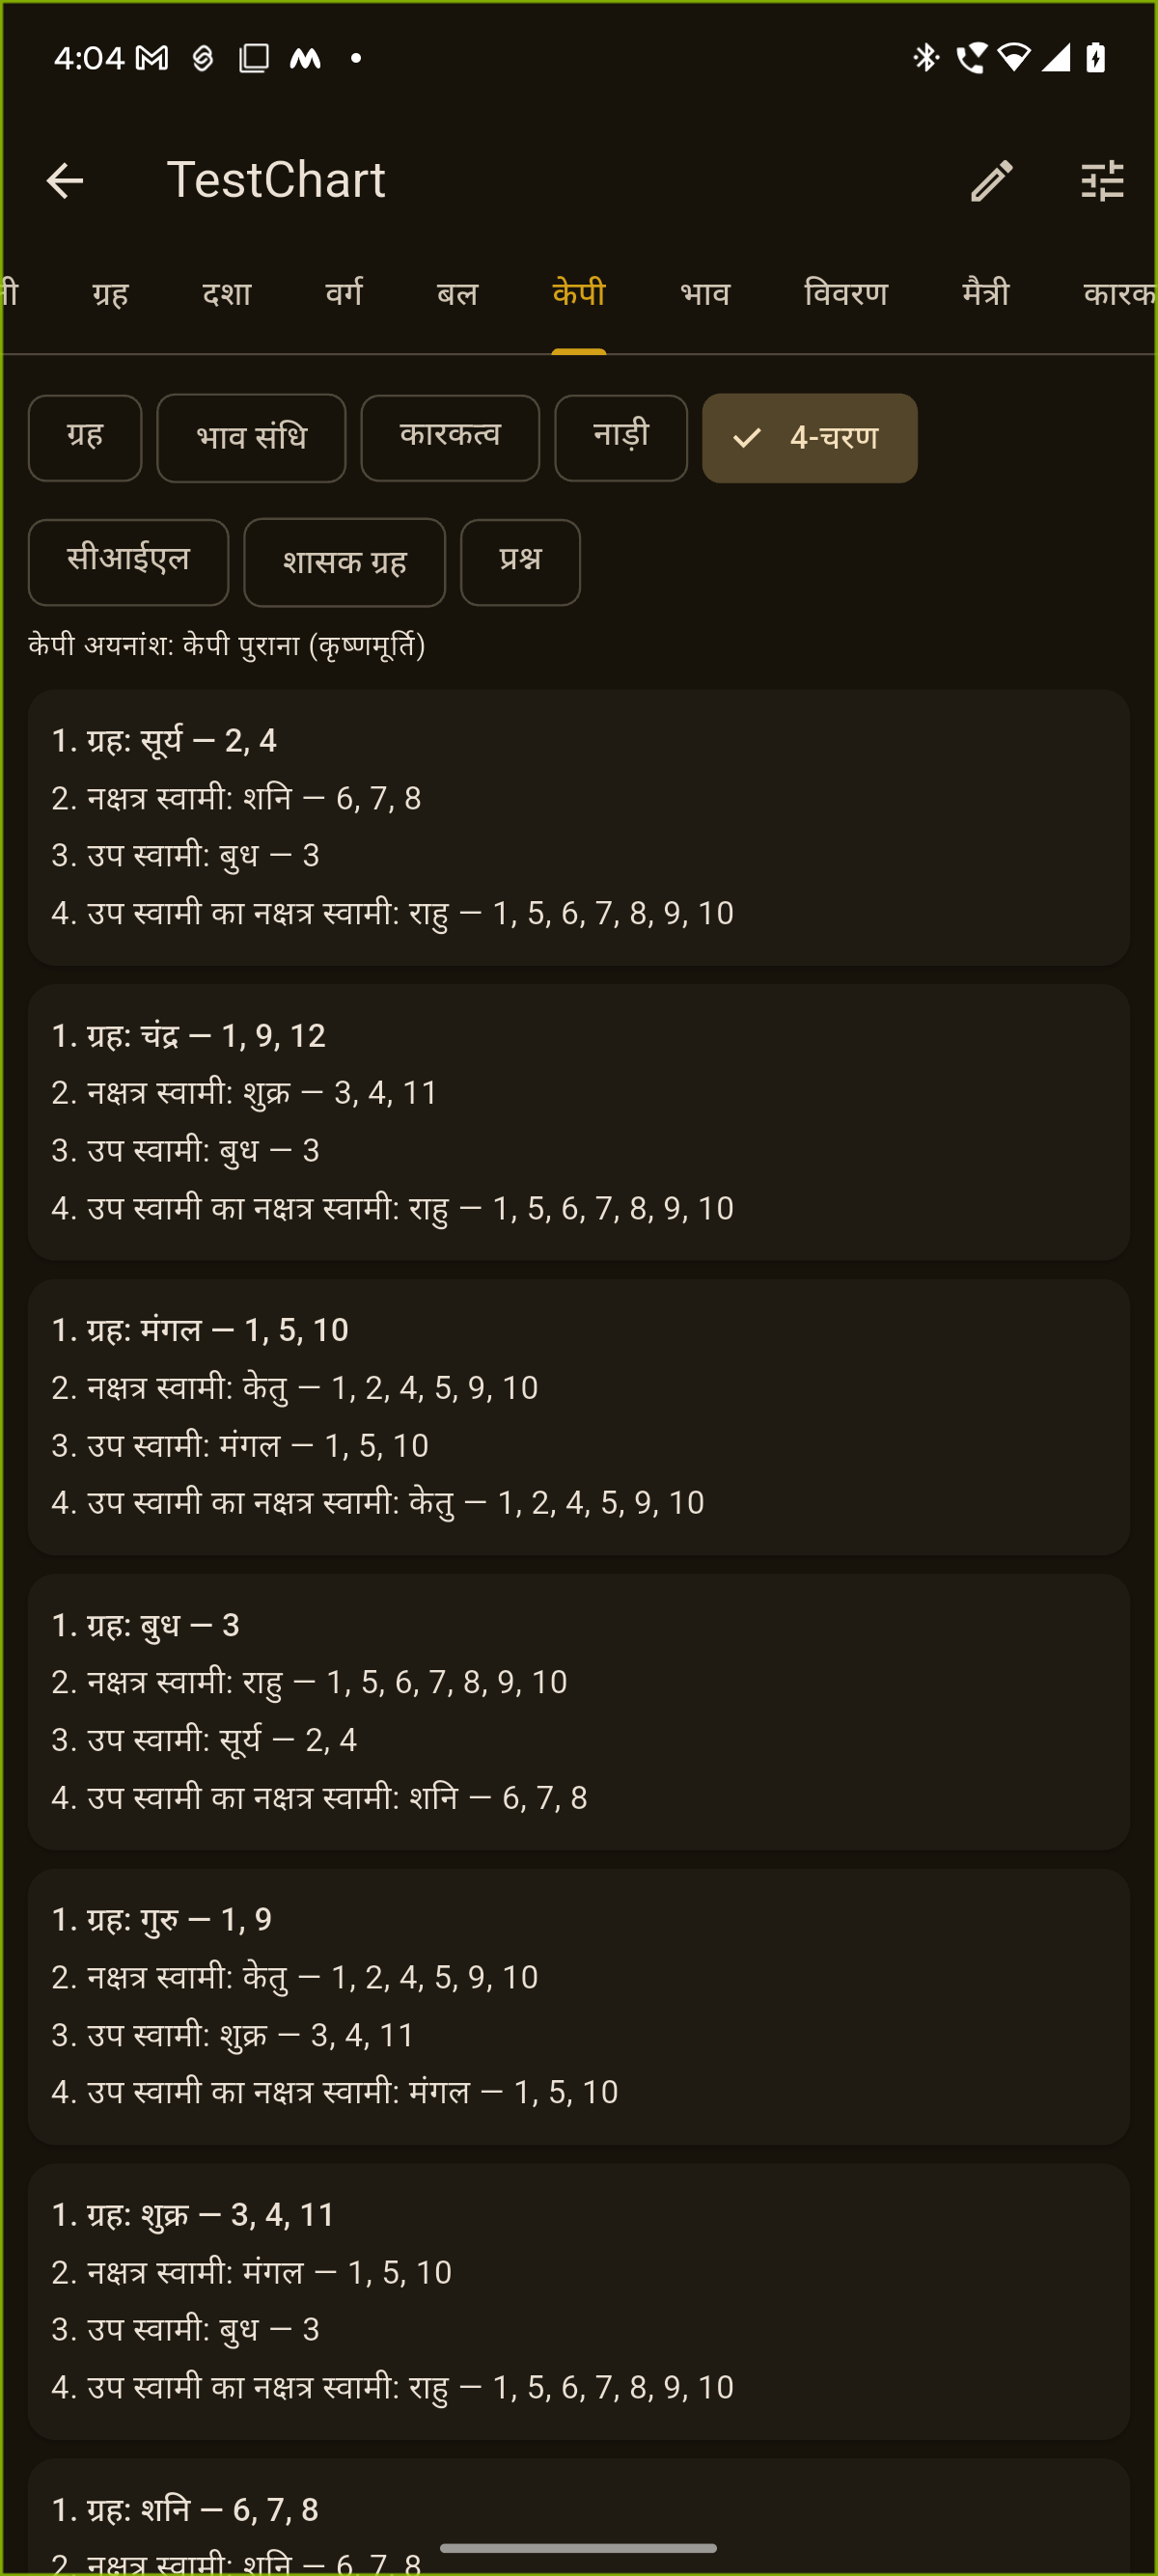 4:04
TestChart
ग्रह दशा वर्ग बल केपी भाव विवरण मैत्री कारक
ग्रह भाव संधि कारकत्व नाड़ी 4-चरण
सीआईएल शासक ग्रह प्रश्न
केपी अयनांश: केपी पुराना (कृष्णमूर्ति)
1. ग्रह: सूर्य — 2, 4
2. नक्षत्र स्वामी: शनि — 6, 7, 8
3. उप स्वामी: बुध — 3
4. उप स्वामी का नक्षत्र स्वामी: राहु — 1, 5, 6, 7, 8, 9, 10
1. ग्रह: चंद्र — 1, 9, 12
2. नक्षत्र स्वामी: शुक्र — 3, 4, 11
3. उप स्वामी: बुध — 3
4. उप स्वामी का नक्षत्र स्वामी: राहु — 1, 5, 6, 7, 8, 9, 10
1. ग्रह: मंगल — 1, 5, 10
2. नक्षत्र स्वामी: केतु — 1, 2, 4, 5, 9, 10
3. उप स्वामी: मंगल — 1, 5, 10
4. उप स्वामी का नक्षत्र स्वामी: केतु — 1, 2, 4, 5, 9, 10
1. ग्रह: बुध — 3
2. नक्षत्र स्वामी: राहु — 1, 5, 6, 7, 8, 9, 10
3. उप स्वामी: सूर्य — 2, 4
4. उप स्वामी का नक्षत्र स्वामी: शनि — 6, 7, 8
1. ग्रह: गुरु — 1, 9
2. नक्षत्र स्वामी: केतु — 1, 2, 4, 5, 9, 10
3. उप स्वामी: शुक्र — 3, 4, 11
4. उप स्वामी का नक्षत्र स्वामी: मंगल — 1, 5, 10
1. ग्रह: शुक्र — 3, 4, 11
2. नक्षत्र स्वामी: मंगल — 1, 5, 10
3. उप स्वामी: बुध — 3
4. उप स्वामी का नक्षत्र स्वामी: राहु — 1, 5, 6, 7, 8, 9, 10
1. ग्रह: शनि — 6, 7, 8
2. नक्षत्र स्वामी: शनि — 6, 7, 8